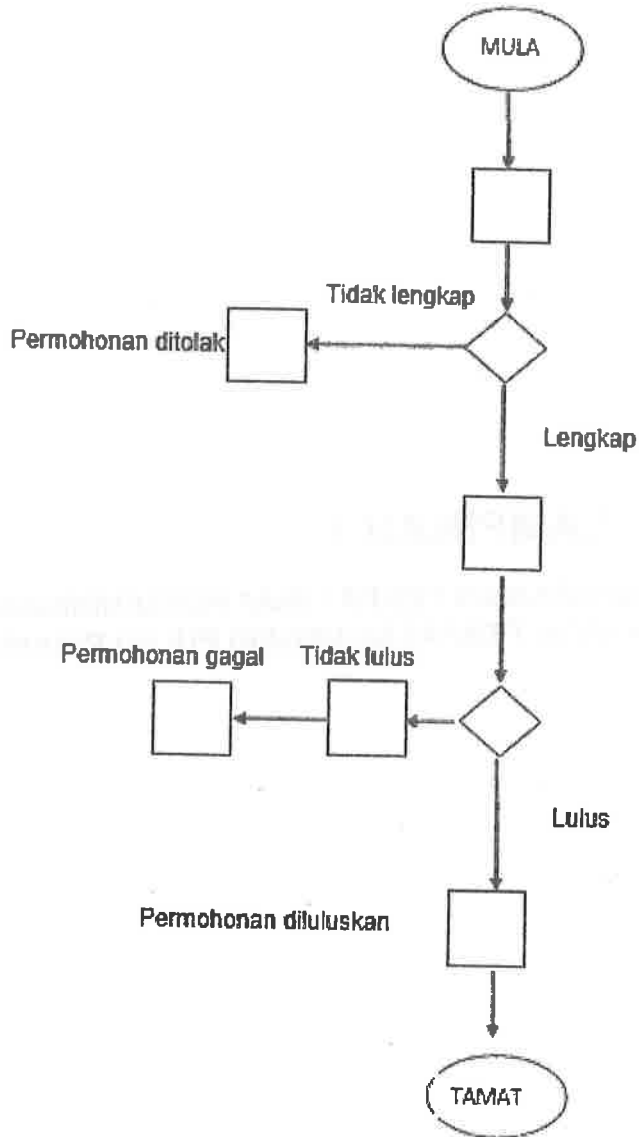 MULA
Tidak lengkap
Permohonan ditolak
Lengkap
Permohonan gagal
Tidak lulus
Lulus
Permohonan diluluskan
TAMAT